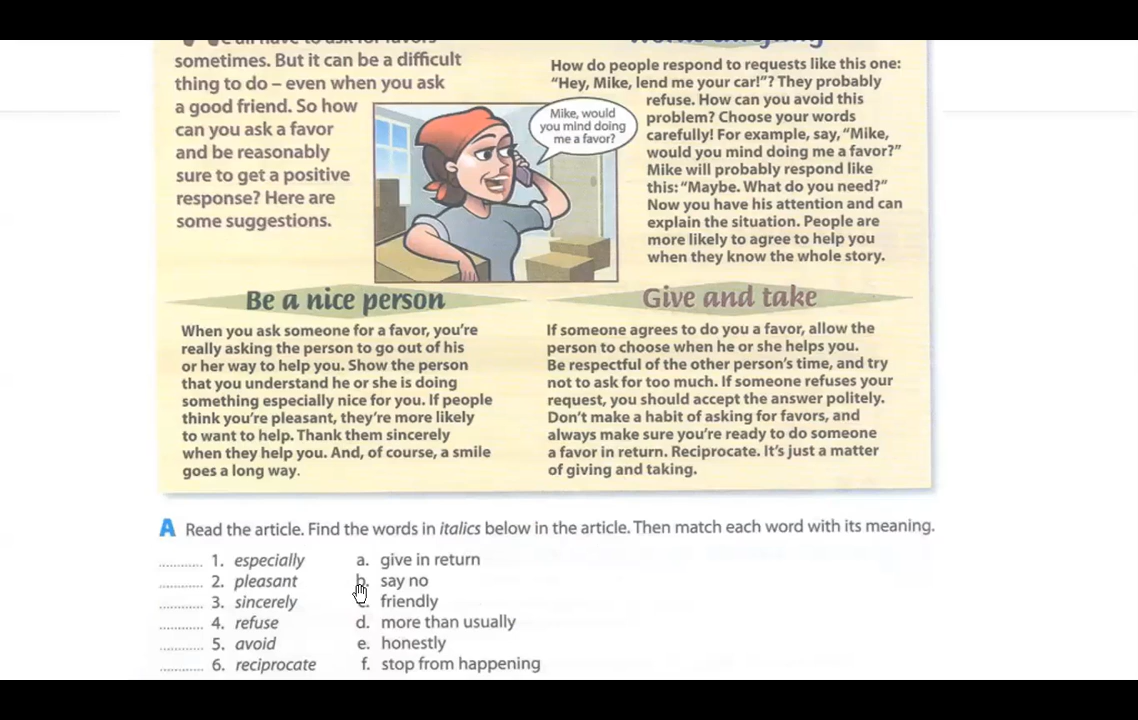 sometimes. But it can be a difficult
thing to do – even when you ask
a good friend. So how
can you ask a favor
and be reasonably
sure to get a positive
response? Here are
some suggestions.
Mike, would
you mind doing
me a favor?
How do people respond to requests like this one:
“Hey, Mike, lend me your car!”? They probably
refuse. How can you avoid this
problem? Choose your words
carefully! For example, say, “Mike,
would you mind doing me a favor?”
Mike will probably respond like
this: “Maybe. What do you need?”
Now you have his attention and can
explain the situation. People are
more likely to agree to help you
when they know the whole story.
Be a nice person
When you ask someone for a favor, you’re
really asking the person to go out of his
or her way to help you. Show the person
that you understand he or she is doing
something especially nice for you. If people
think you’re pleasant, they’re more likely
to want to help. Thank them sincerely
when they help you. And, of course, a smile
goes a long way.
Give and take
If someone agrees to do you a favor, allow the
person to choose when he or she helps you.
Be respectful of the other person’s time, and try
not to ask for too much. If someone refuses your
request, you should accept the answer politely.
Don’t make a habit of asking for favors, and
always make sure you’re ready to do someone
a favor in return. Reciprocate. It’s just a matter
of giving and taking.
A Read the article. Find the words in italics below in the article. Then match each word with its meaning.
............ 1. especially a. give in return
............ 2. pleasant b. say no
............ 3. sincerely c. friendly
............ 4. refuse d. more than usually
............ 5. avoid e. honestly
............ 6. reciprocate f. stop from happening